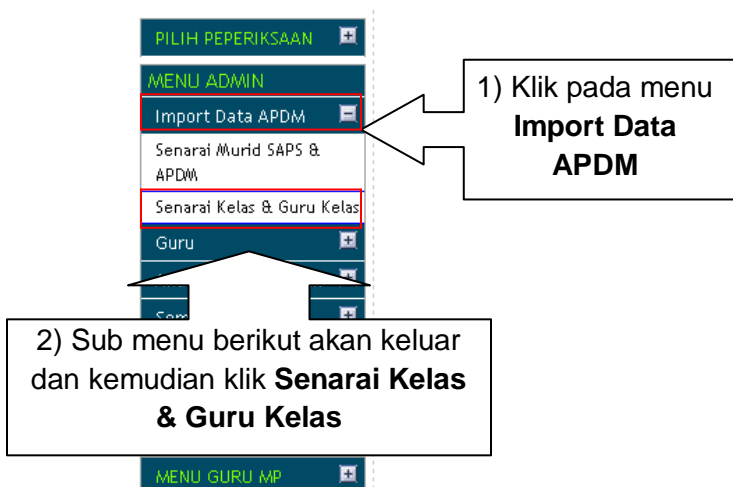 PILIH PEPERIKSAAN
MENU ADMIN
Import Data APDM
Senarai Murid SAPS &
APDM
Senarai Kelas & Guru Kelas
Guru
1) Klik pada menu
Import Data
APDM
2) Sub menu berikut akan keluar
dan kemudian klik Senarai Kelas
& Guru Kelas
MENU GURU MP